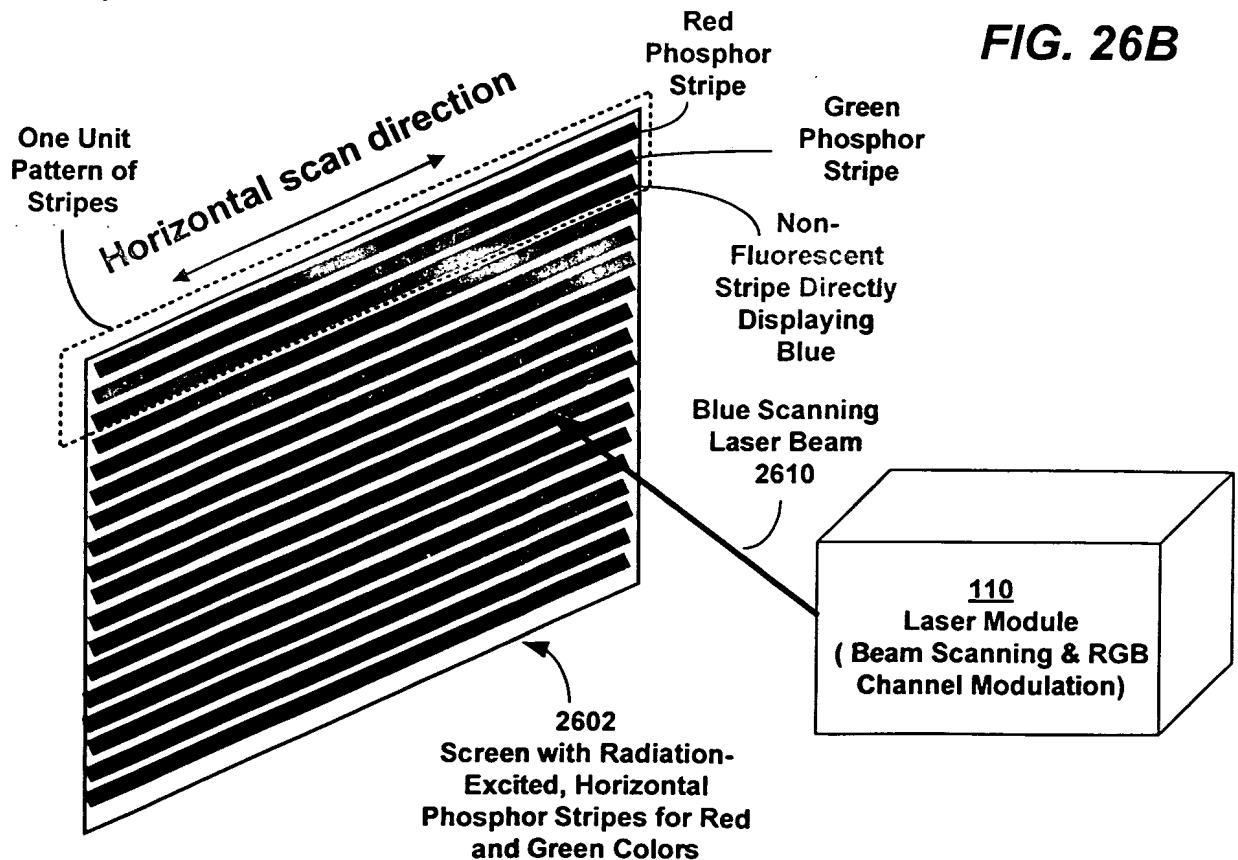 FIG. 26B
Red
Phosphor
Stripe
Green
Phosphor
Stripe
One Unit
Pattern of
Stripes
Horizontal scan direction
Non-
Fluorescent
Stripe Directly
Displaying
Blue
Blue Scanning
Laser Beam
2610
110
Laser Module
( Beam Scanning & RGB
Channel Modulation)
2602
Screen with Radiation-
Excited, Horizontal
Phosphor Stripes for Red
and Green Colors